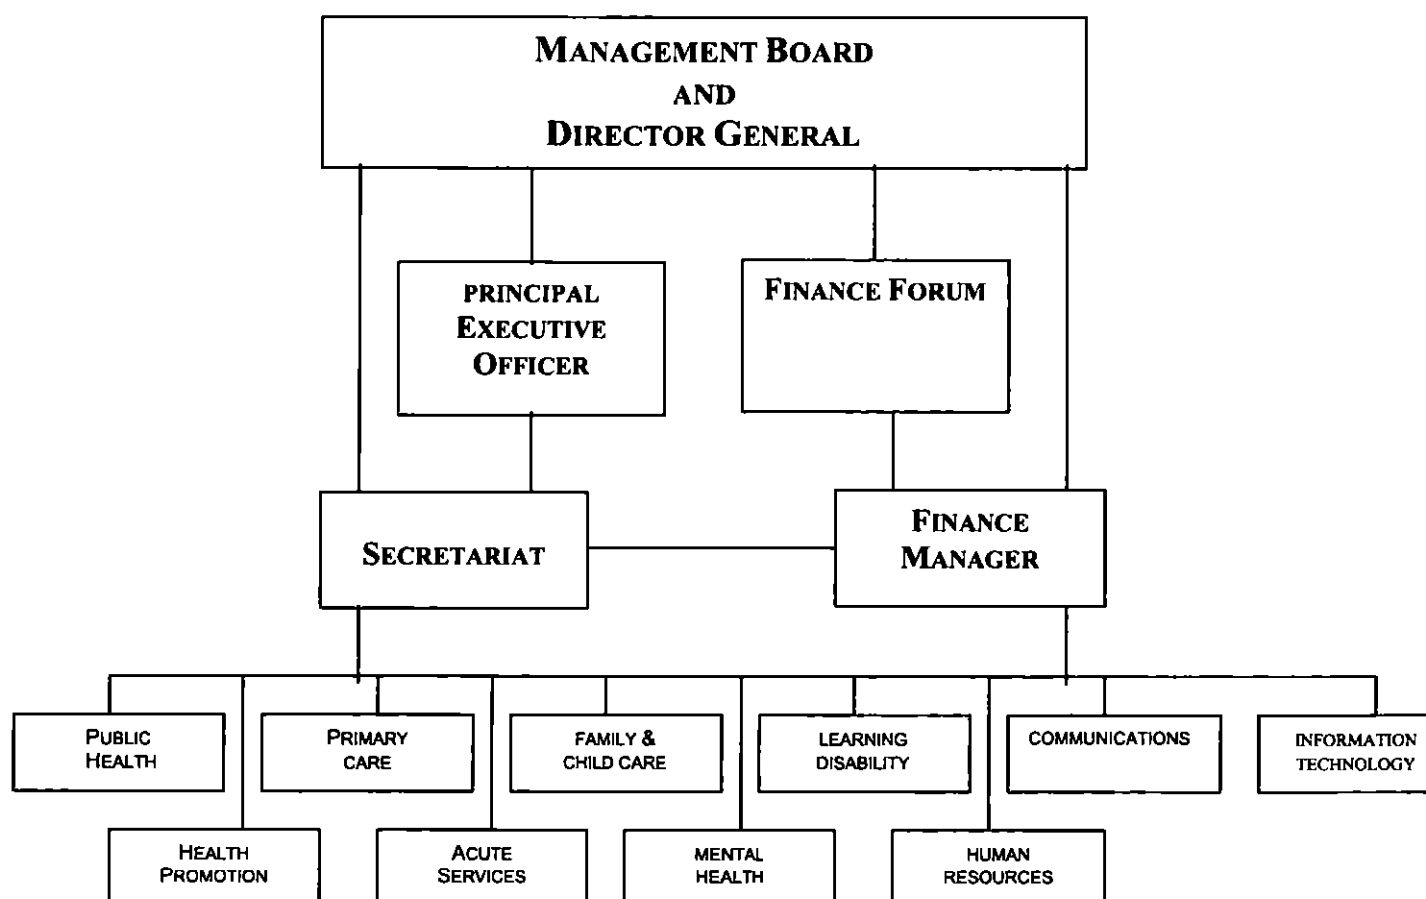 MANAGEMENT BOARD
AND
DIRECTOR GENERAL
PRINCIPAL
EXECUTIVE
OFFICER
FINANCE FORUM
SECRETARIAT
FINANCE
MANAGER
PUBLIC
HEALTH
PRIMARY
CARE
FAMILY &
CHILD CARE
LEARNING
DISABILITY
COMMUNICATIONS
INFORMATION
TECHNOLOGY
HEALTH
PROMOTION
ACUTE
SERVICES
MENTAL
HEALTH
HUMAN
RESOURCES